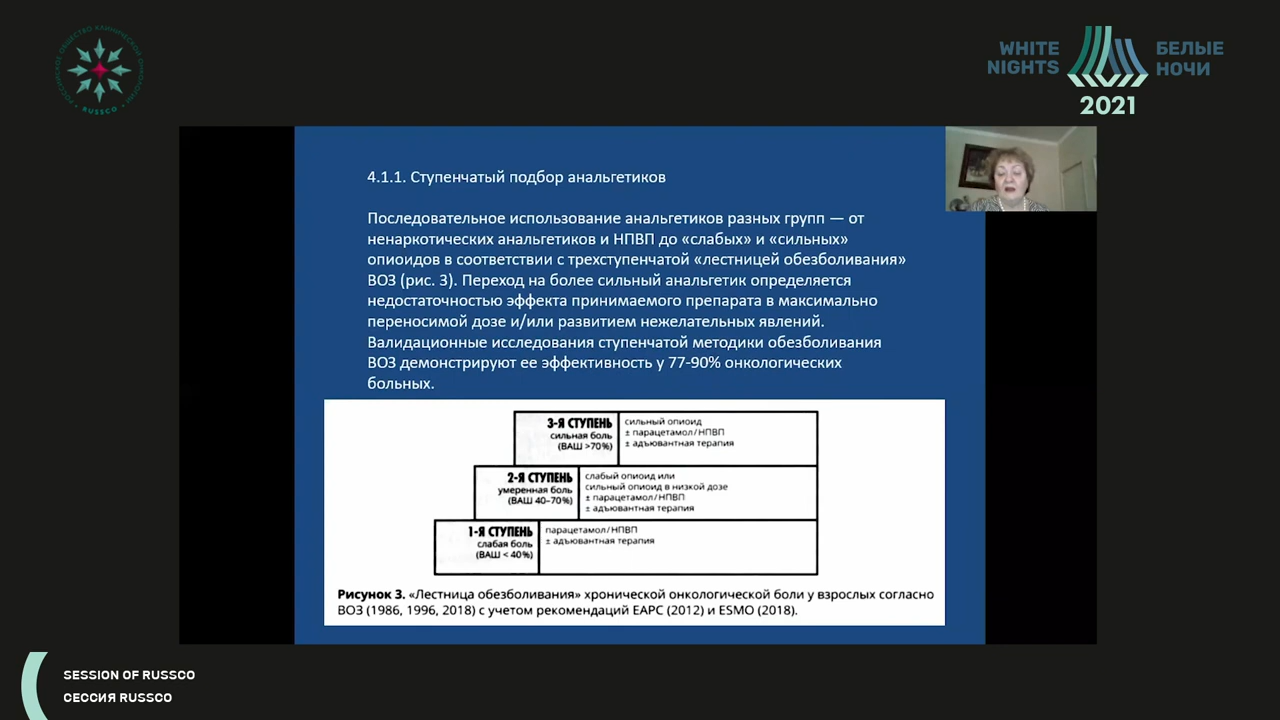 РОССИЙСКОЕ ОБЩЕСТВО КЛИНИЧЕСКОЙ ОНКОЛОГИИ
RUSSCO
WHITE NIGHTS
БЕЛЫЕ НОЧИ
2021
4.1.1. Ступенчатый подбор анальгетиков
Последовательное использование анальгетиков разных групп — от
ненаркотических анальгетиков и НПВП до «слабых» и «сильных»
опиоидов в соответствии с трехступенчатой «лестницей обезболивания»
ВОЗ (рис. 3). Переход на более сильный анальгетик определяется
недостаточностью эффекта принимаемого препарата в максимально
переносимой дозе и/или развитием нежелательных явлений.
Валидационные исследования ступенчатой методики обезболивания
ВОЗ демонстрируют ее эффективность у 77-90% онкологических
больных.
3-Я СТУПЕНЬ
сильная боль
(ВАШ >70%)
сильный опиоид
± парацетамол/НПВП
± адъювантная терапия
2-Я СТУПЕНЬ
умеренная боль
(ВАШ 40–70%)
слабый опиоид или
сильный опиоид в низкой дозе
± парацетамол/НПВП
± адъювантная терапия
1-Я СТУПЕНЬ
слабая боль
(ВАШ < 40%)
парацетамол/НПВП
± адъювантная терапия
Рисунок 3. «Лестница обезболивания» хронической онкологической боли у взрослых согласно
ВОЗ (1986, 1996, 2018) с учетом рекомендаций EAPC (2012) и ESMO (2018).
SESSION OF RUSSCO
СЕССИЯ RUSSCO